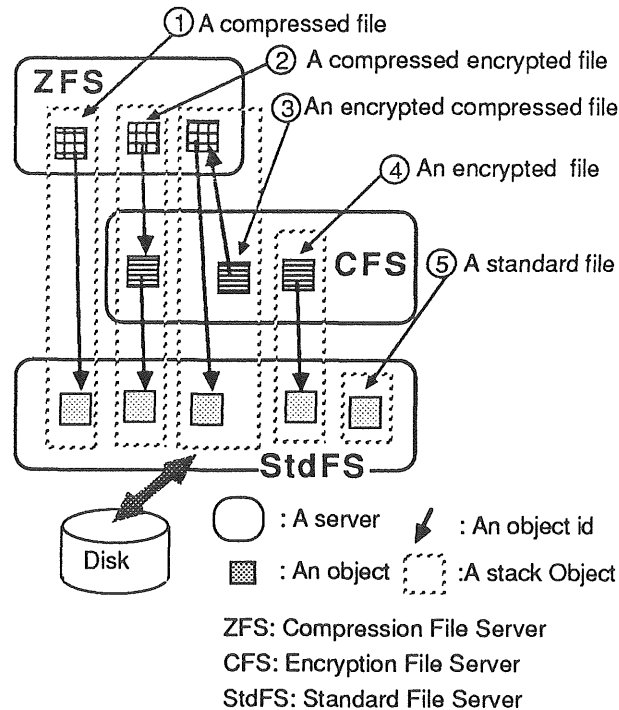 ① A compressed file
ZFS
② A compressed encrypted file
③ An encrypted compressed file
④ An encrypted file
CFS
⑤ A standard file
StdFS
Disk
: A server
: An object id
: An object
:A stack Object
ZFS: Compression File Server
CFS: Encryption File Server
StdFS: Standard File Server